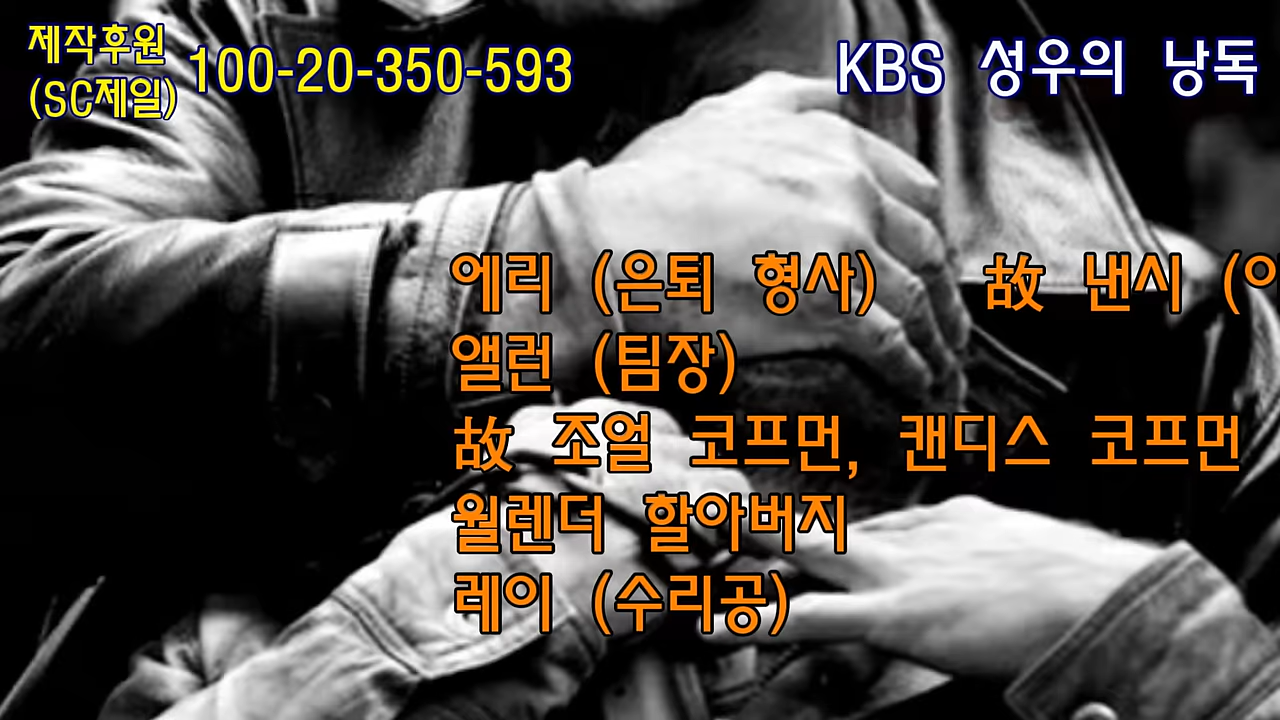 제작후원
(SC제일)
100-20-350-593
KBS 성우의 낭독
에리 (은퇴 형사) 故 낸시 (
앨런 (팀장)
故 조얼 코프먼, 캔디스 코프먼
월렌더 할아버지
레이 (수리공)